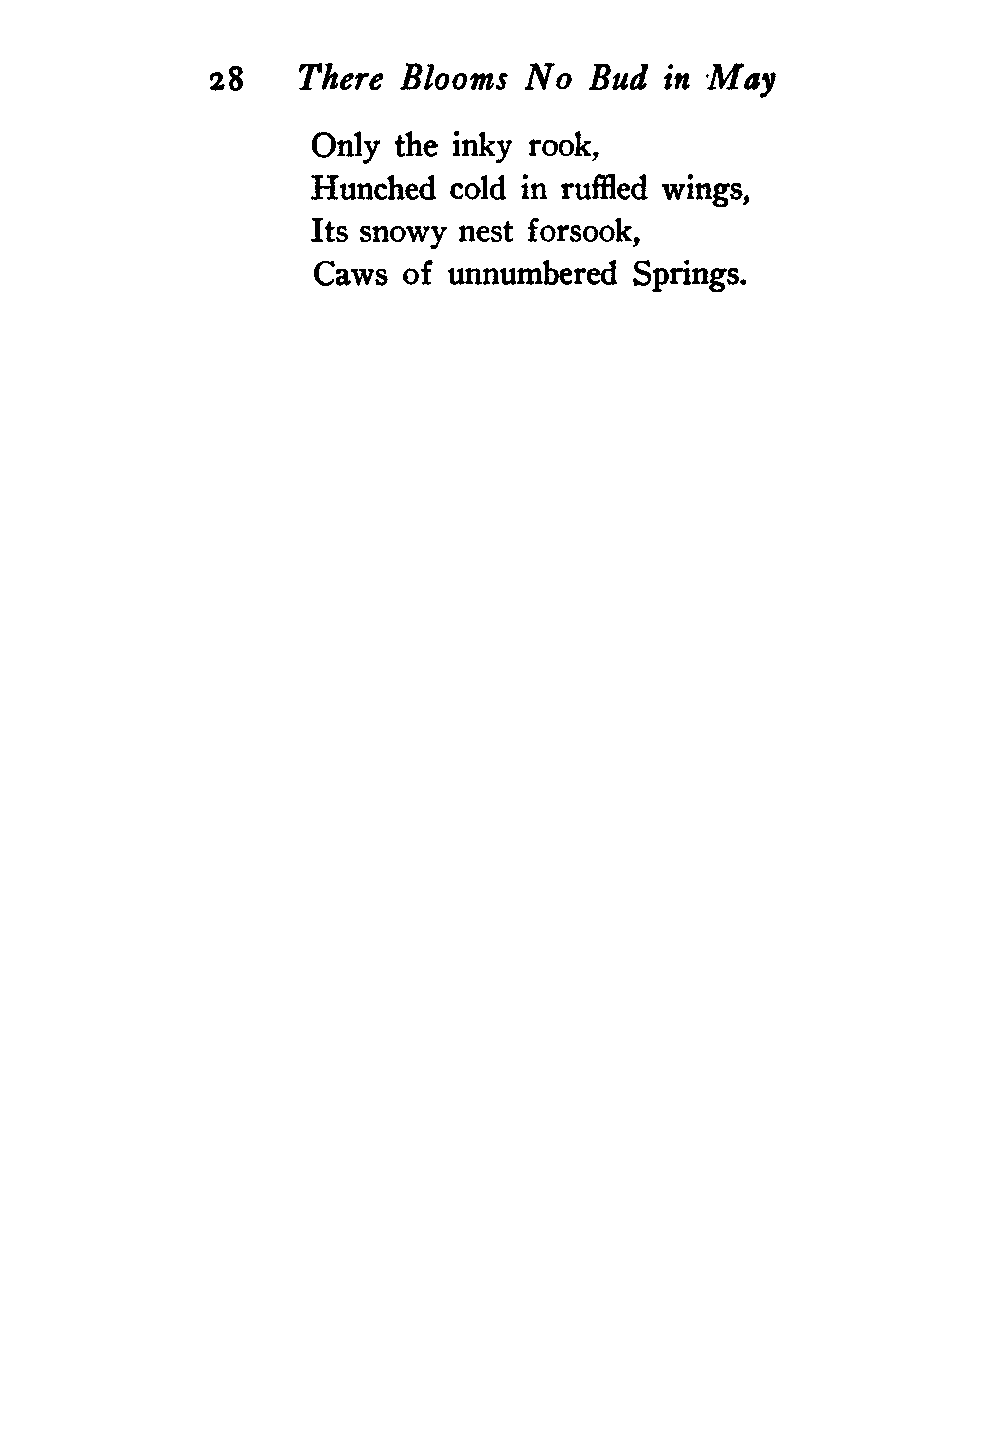 28 There Blooms No Bud in May
Only the inky rook,
Hunched cold in ruffled wings,
Its snowy nest forsook,
Caws of unnumbered Springs.